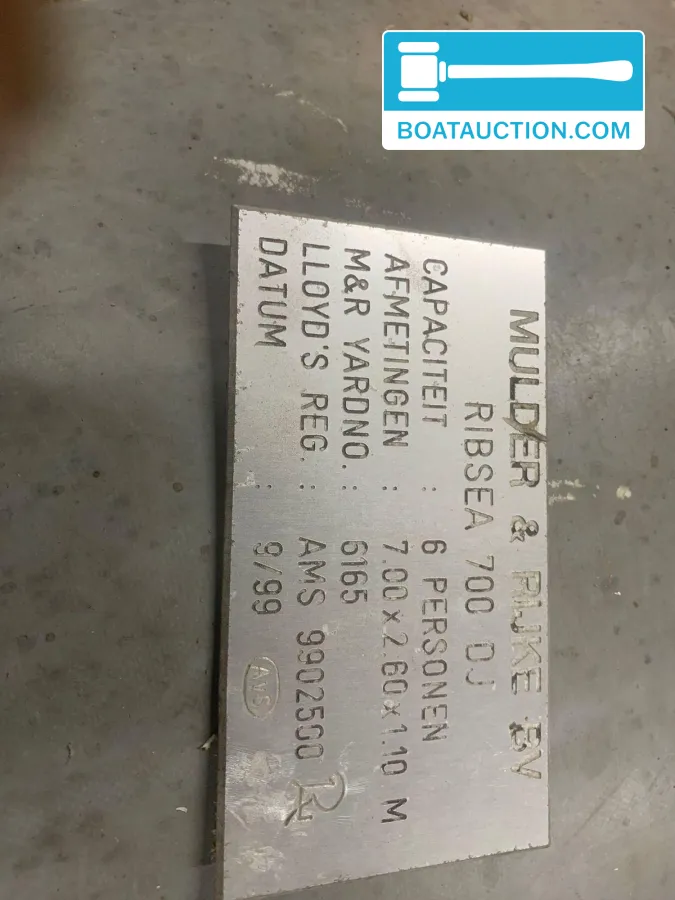 BOATAUCTION.COM
MULDER & RIJKE BV
RIBSEA 700 DJ
CAPACITEIT : 6 PERSONEN
AFMETINGEN : 7.00 x 2.60 x 1.10 M
M&R YARDNO. : 6165
LLOYD'S REG. : AMS 9902500
DATUM : 9/99
AMS